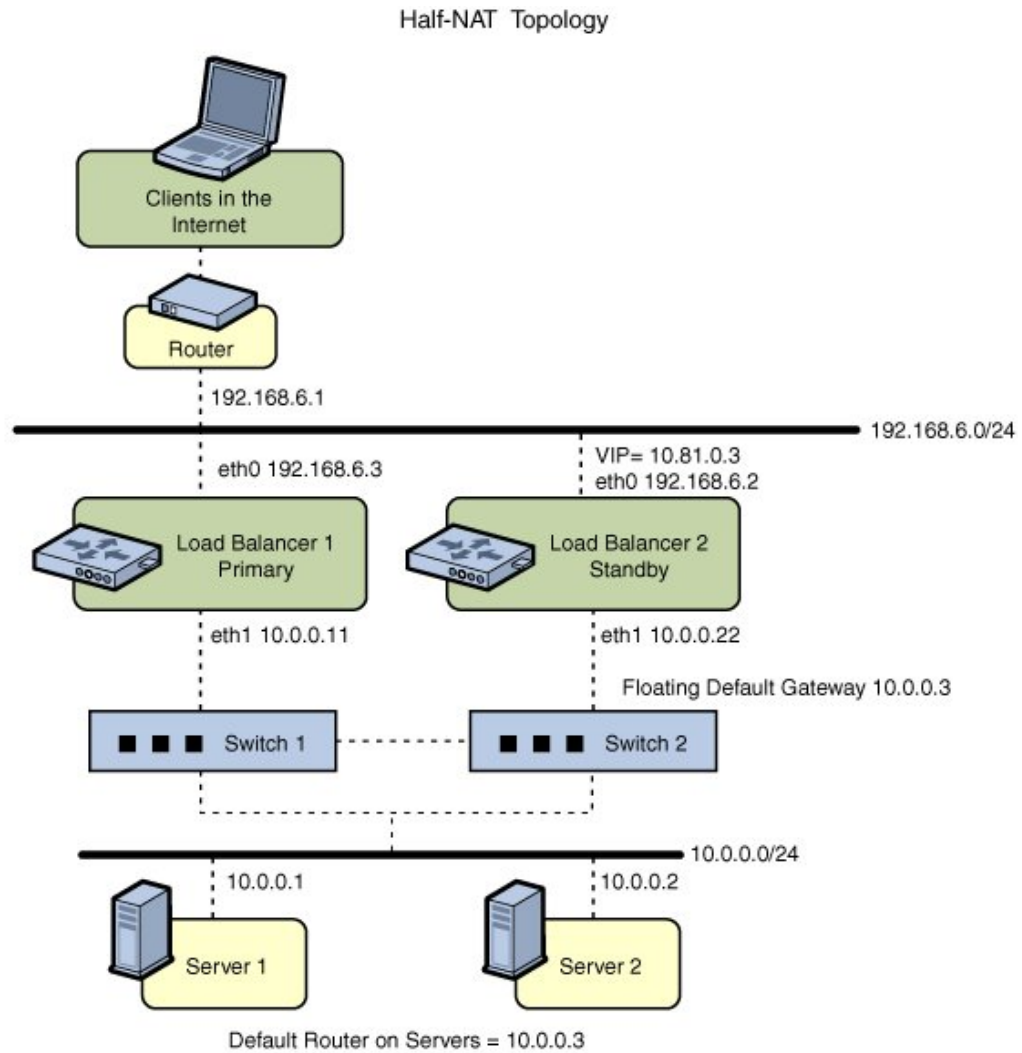 Half-NAT Topology
Clients in the
Internet
Router
192.168.6.1
192.168.6.0/24
eth0 192.168.6.3
VIP= 10.81.0.3
eth0 192.168.6.2
Load Balancer 1
Primary
Load Balancer 2
Standby
eth1 10.0.0.11
eth1 10.0.0.22
Floating Default Gateway 10.0.0.3
Switch 1
Switch 2
10.0.0.0/24
10.0.0.1
10.0.0.2
Server 1
Server 2
Default Router on Servers = 10.0.0.3